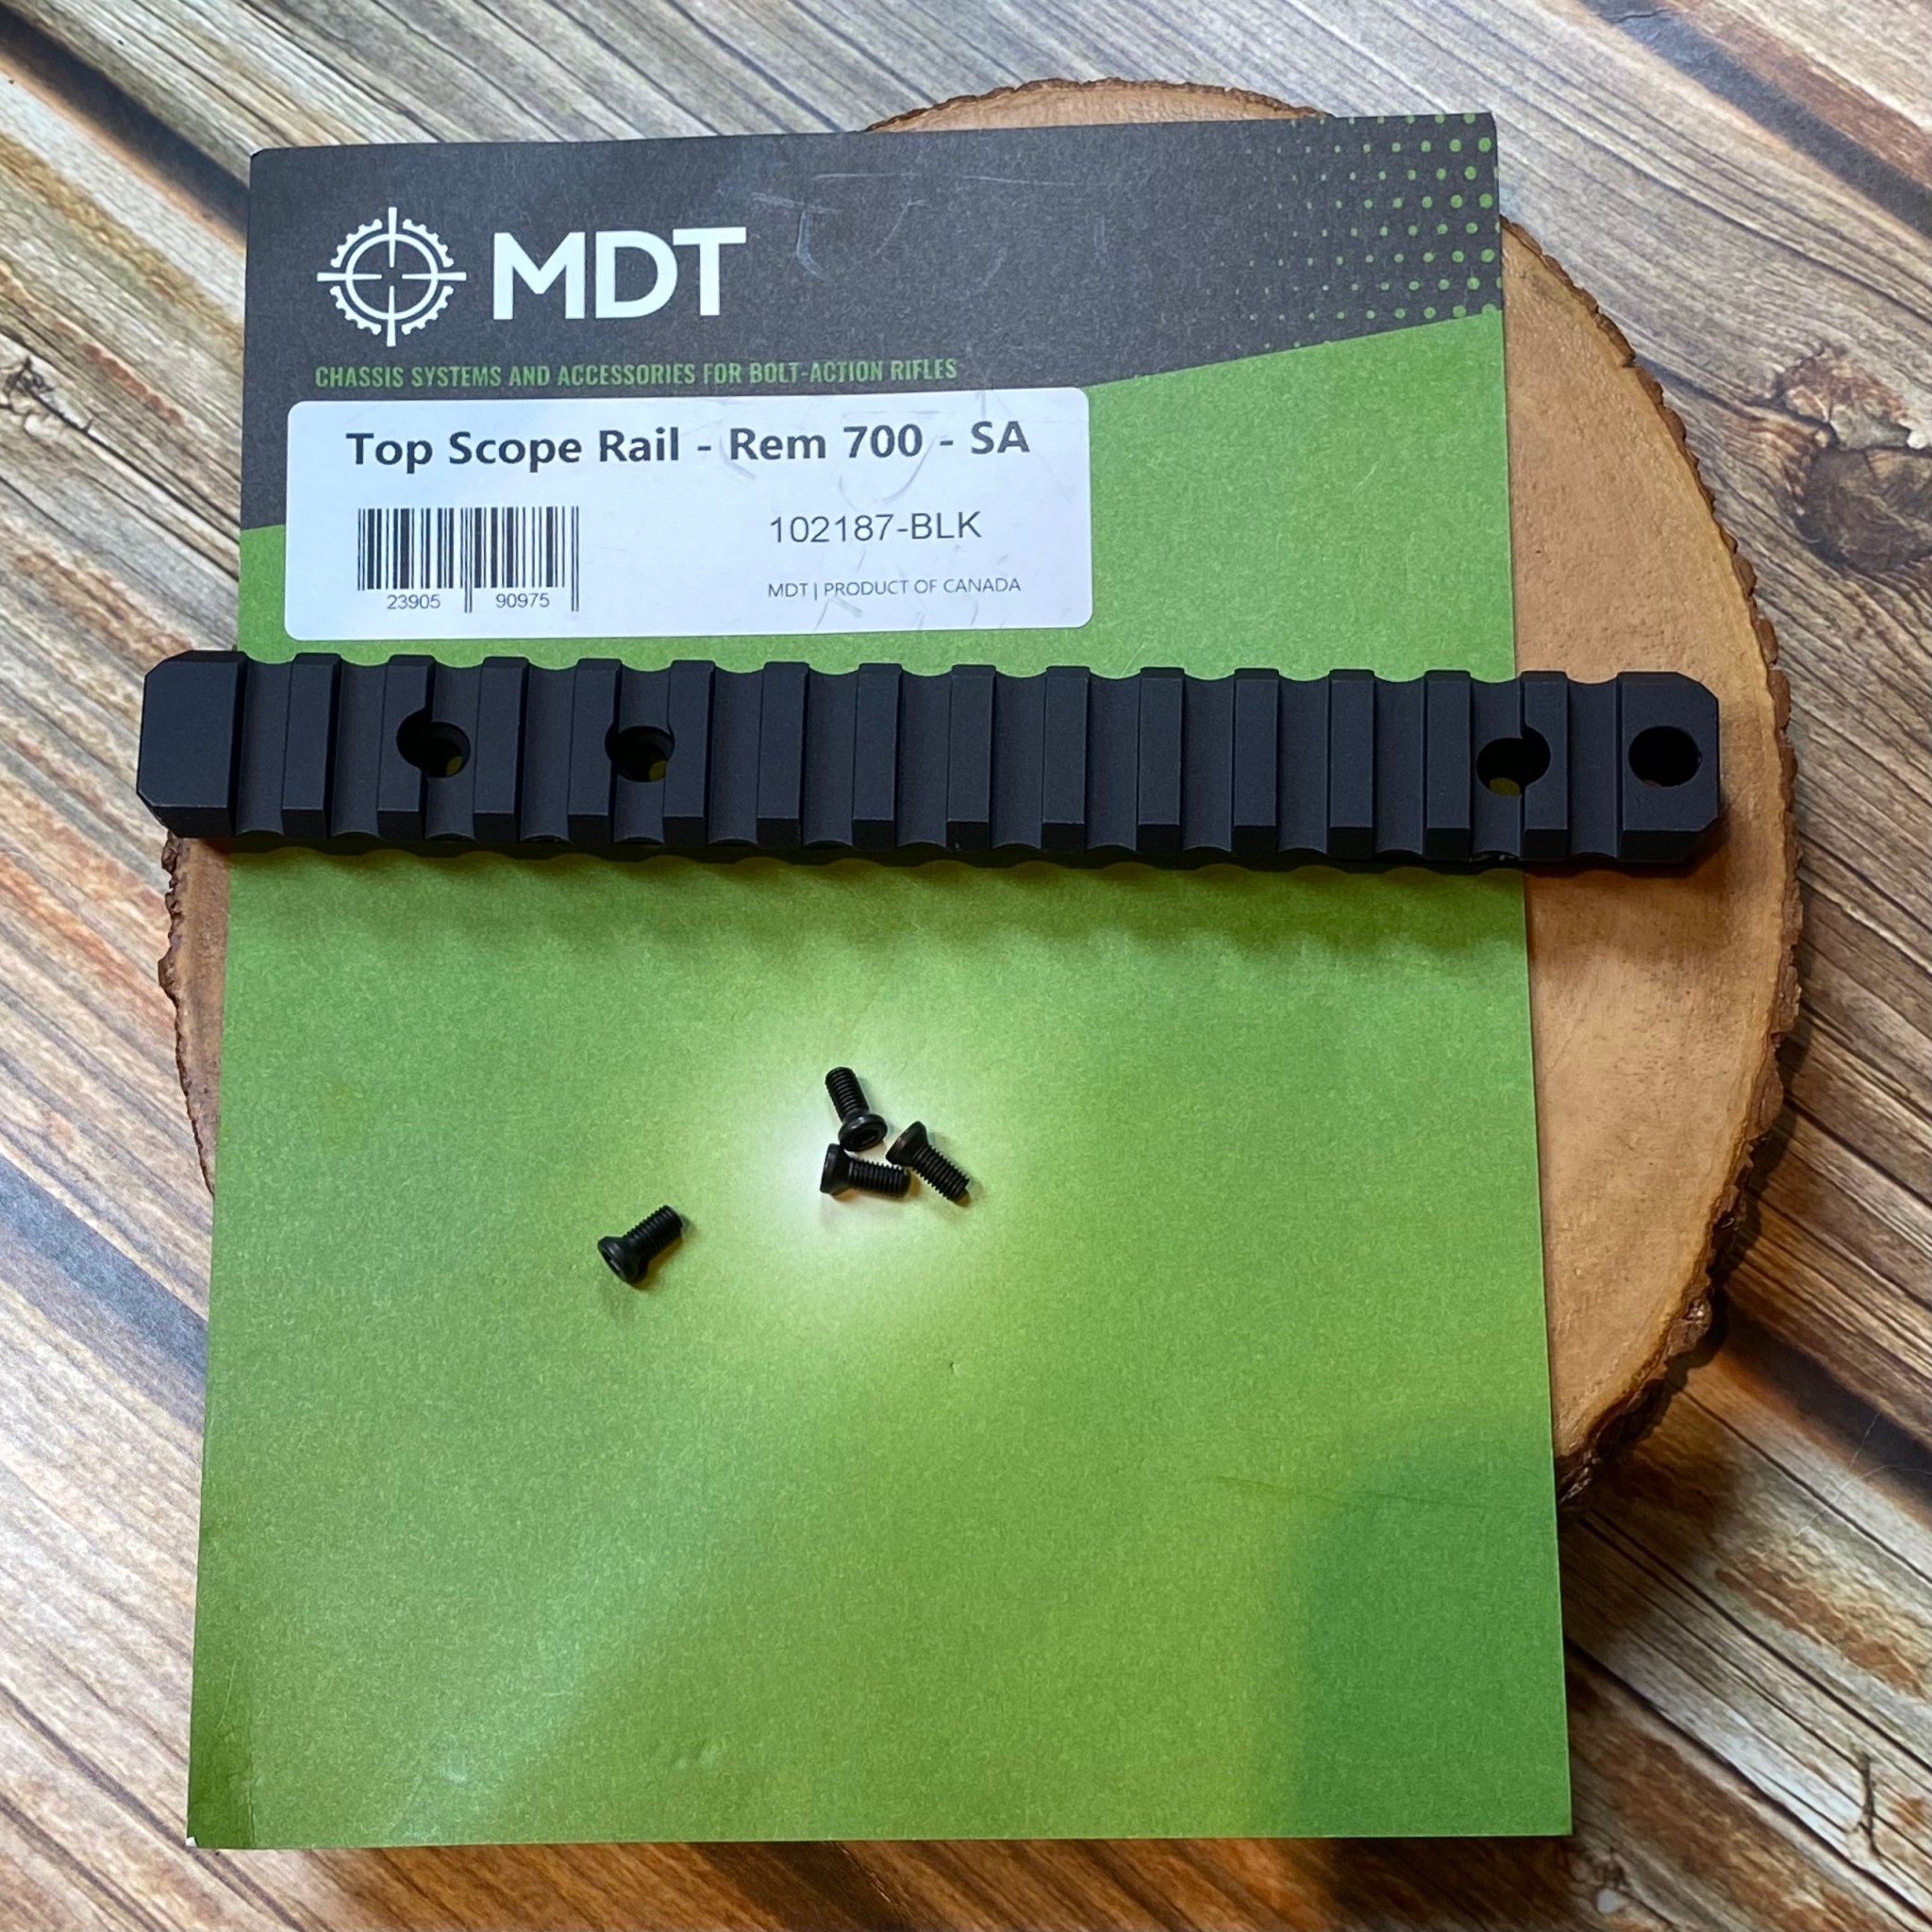 MDT
CHASSIS SYSTEMS AND ACCESSORIES FOR BOLT-ACTION RIFLES
Top Scope Rail - Rem 700 - SA
102187-BLK
23905 90975
MDT | PRODUCT OF CANADA